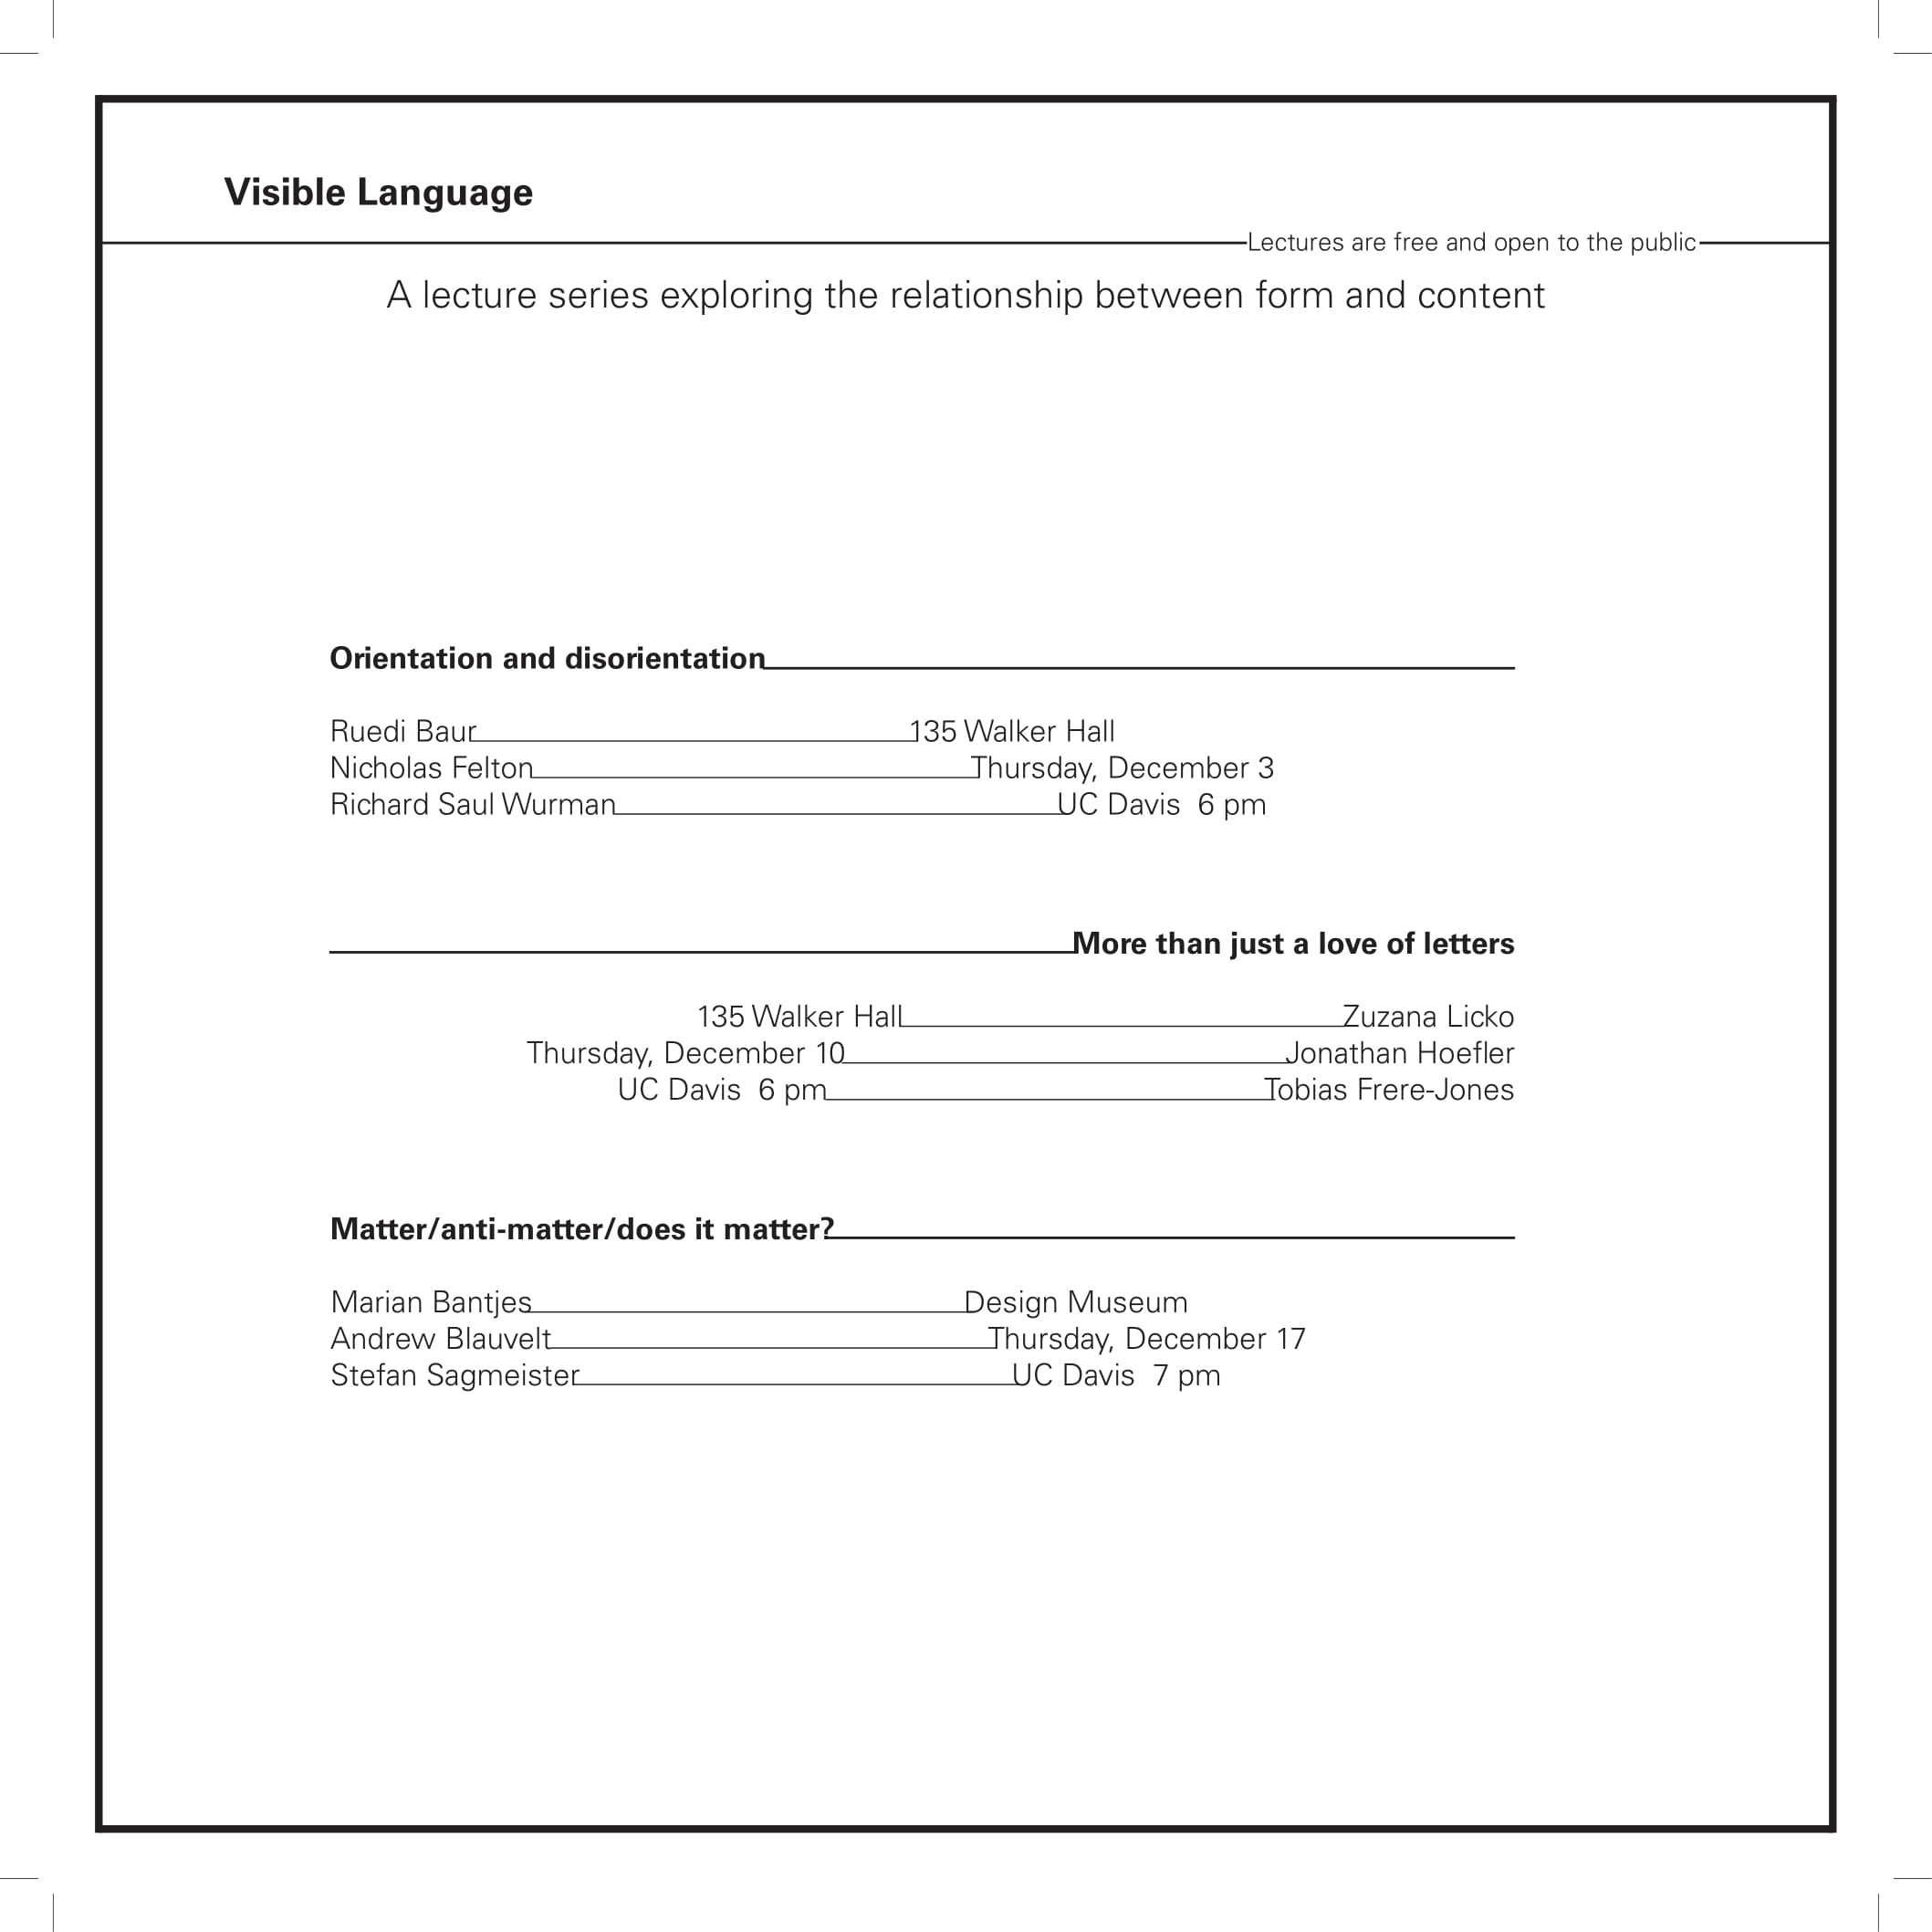 Visible Language
Lectures are free and open to the public
A lecture series exploring the relationship between form and content
Orientation and disorientation
Ruedi Baur 135 Walker Hall
Nicholas Felton Thursday, December 3
Richard Saul Wurman UC Davis 6 pm
More than just a love of letters
135 Walker Hall Zuzana Licko
Thursday, December 10 Jonathan Hoefler
UC Davis 6 pm Tobias Frere-Jones
Matter/anti-matter/does it matter?
Marian Bantjes Design Museum
Andrew Blauvelt Thursday, December 17
Stefan Sagmeister UC Davis 7 pm